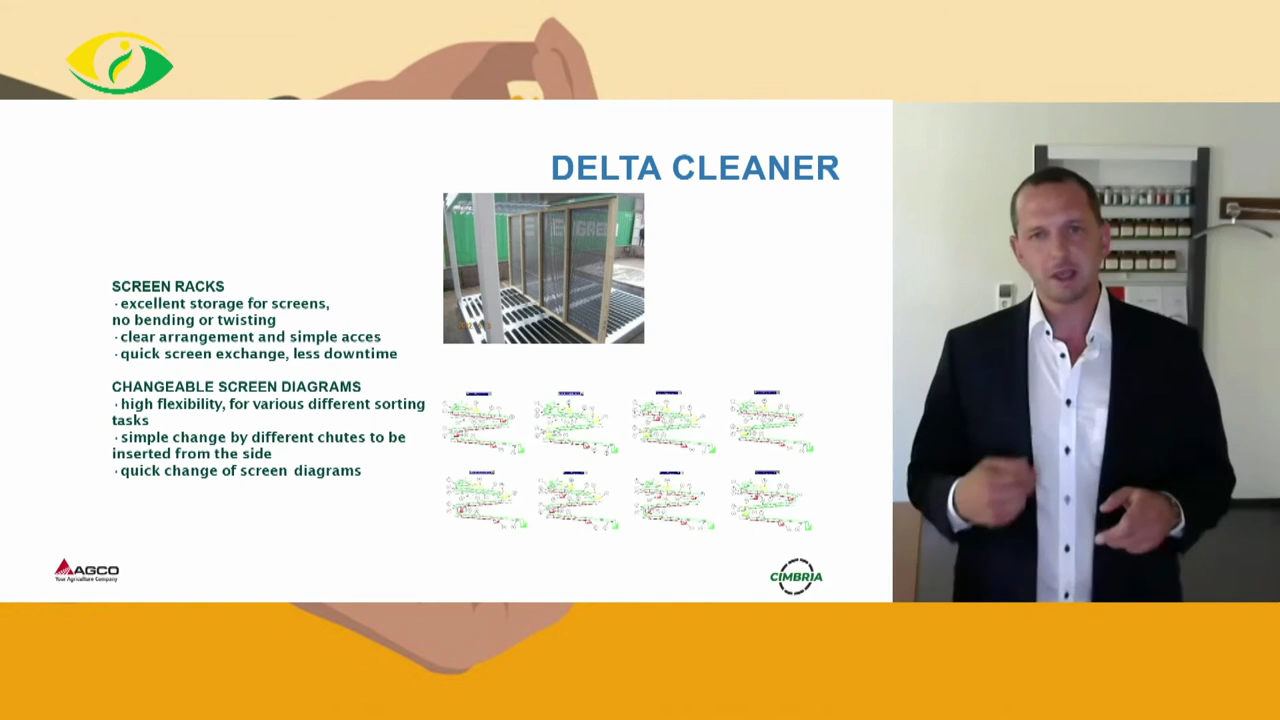 DELTA CLEANER
SCREEN RACKS
· excellent storage for screens,
no bending or twisting
· clear arrangement and simple acces
· quick screen exchange, less downtime
CHANGEABLE SCREEN DIAGRAMS
· high flexibility, for various different sorting
tasks
· simple change by different chutes to be
inserted from the side
· quick change of screen diagrams
AGCO
Your Agriculture Company
CIMBRIA